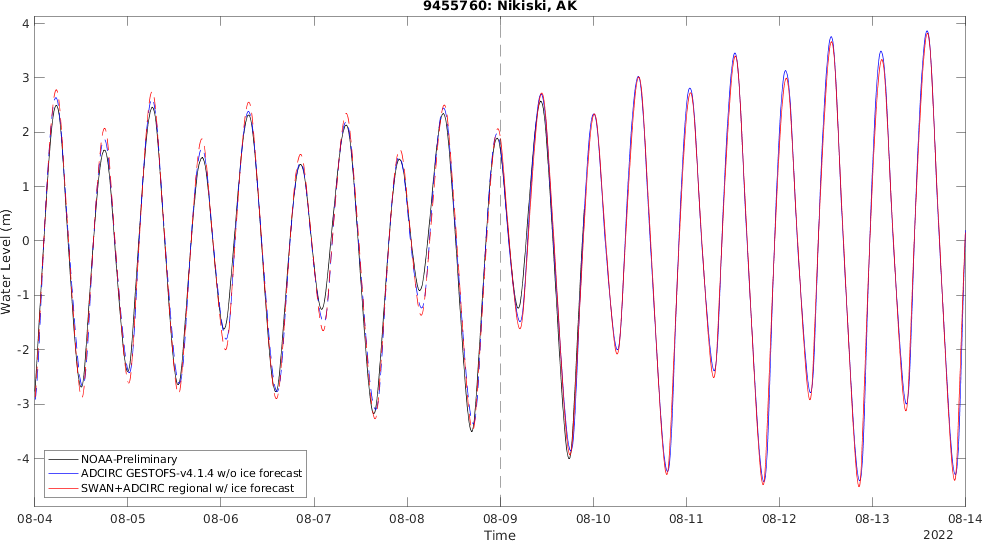 9455760: Nikiski, AK
4
3
2
1
0
-1
-2
-3
-4
Water Level (m)
NOAA-Preliminary
ADCIRC GESTOFS-v4.1.4 w/o ice forecast
SWAN+ADCIRC regional w/ ice forecast
08-04 08-05 08-06 08-07 08-08 08-09 08-10 08-11 08-12 08-13 08-14
Time
2022